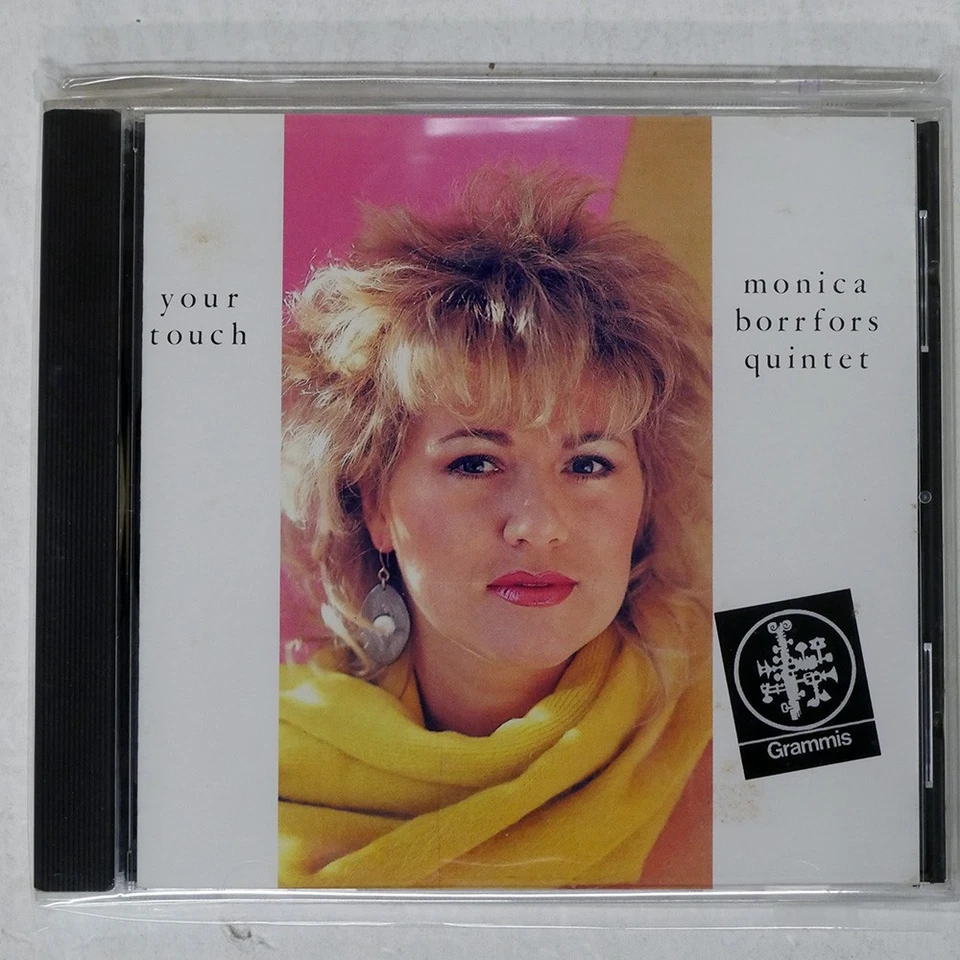 your
touch
monica
borrfors
quintet
Grammis